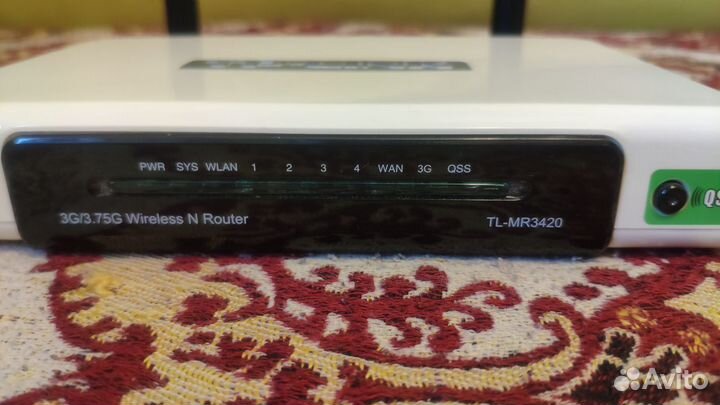 PWR SYS WLAN 1 2 3 4 WAN 3G QSS
3G/3.75G Wireless N Router
TL-MR3420
Avito